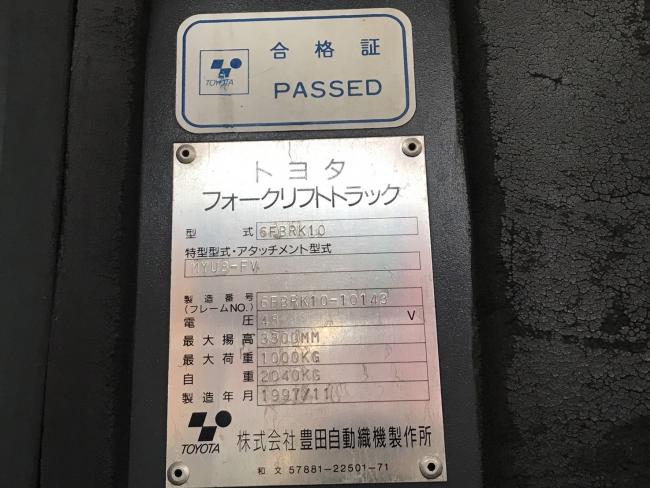 合格証
TOYOTA
PASSED
トヨタ
フォークリフトトラック
型式 6FBRK10
特型型式・アタッチメント型式
製造番号 6FBRK10-10143
(フレームNO.)
電圧 48 V
最大揚高 3300MM
最大荷重 1000KG
自重 2040KG
製造年月 1997/11
TOYOTA 株式会社 豊田自動織機製作所
和文 57881-22501-71